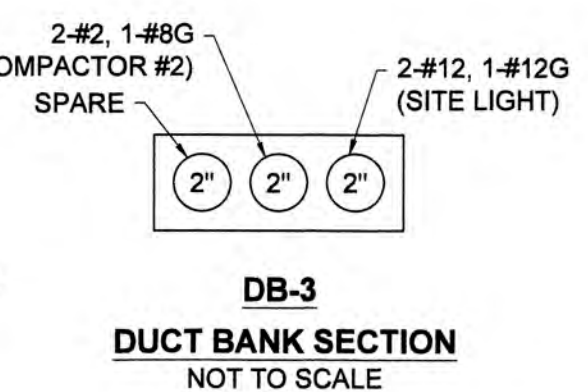 2-#2, 1-#8G
OMPACTOR #2)
SPARE
2-#12, 1-#12G
(SITE LIGHT)
2" 2" 2"
DB-3
DUCT BANK SECTION
NOT TO SCALE